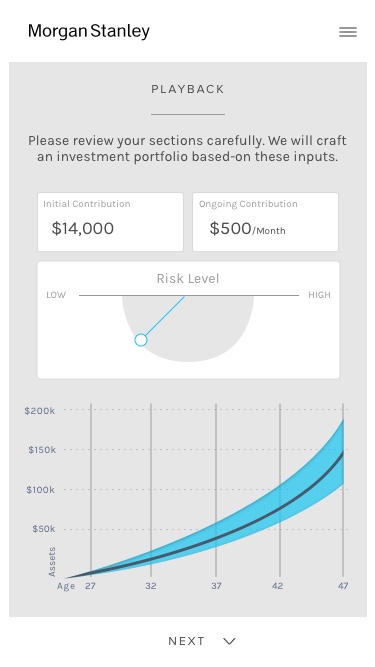 Morgan Stanley
PLAYBACK
Please review your sections carefully. We will craft
an investment portfolio based-on these inputs.
Initial Contribution
$14,000
Ongoing Contribution
$500/Month
Risk Level
LOW
HIGH
$200k
$150k
$100k
$50k
Assets
Age 27 32 37 42 47
NEXT